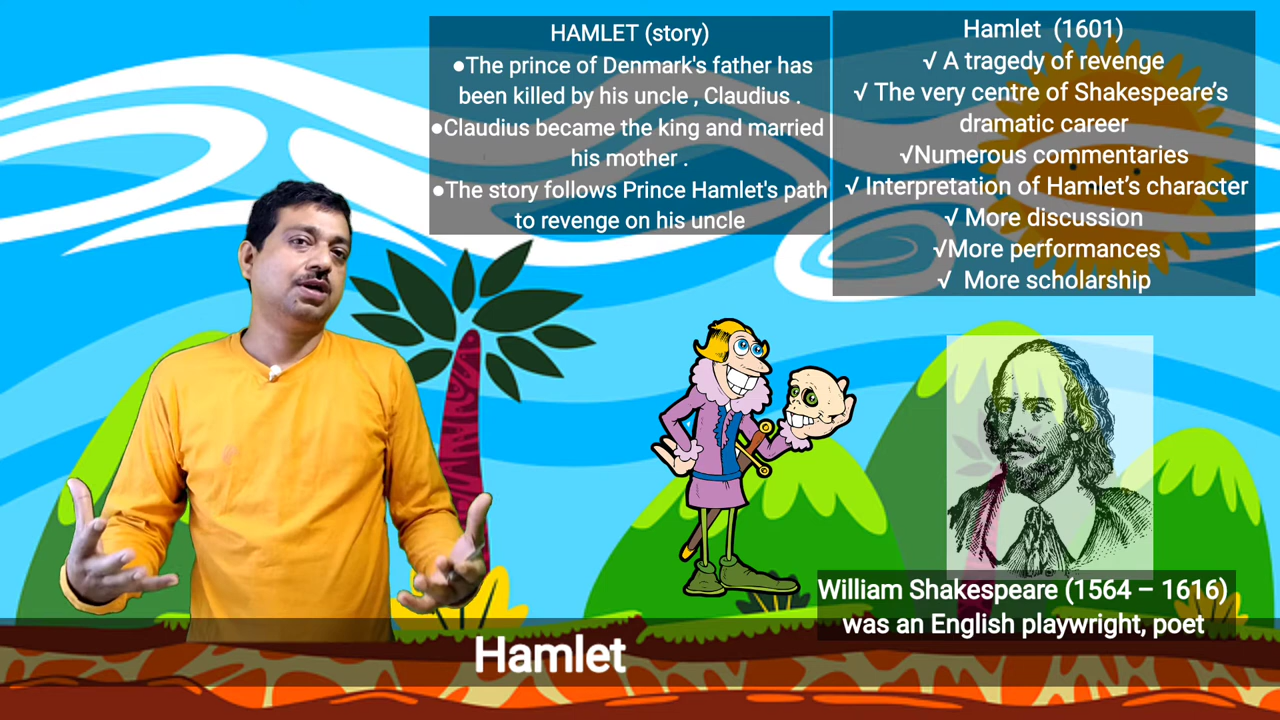 HAMLET (story)
●The prince of Denmark's father has
been killed by his uncle , Claudius .
●Claudius became the king and married
his mother .
●The story follows Prince Hamlet's path
to revenge on his uncle
Hamlet (1601)
√ A tragedy of revenge
√ The very centre of Shakespeare’s
dramatic career
√Numerous commentaries
√ Interpretation of Hamlet’s character
√ More discussion
√More performances
√ More scholarship
William Shakespeare (1564 – 1616)
was an English playwright, poet
Hamlet